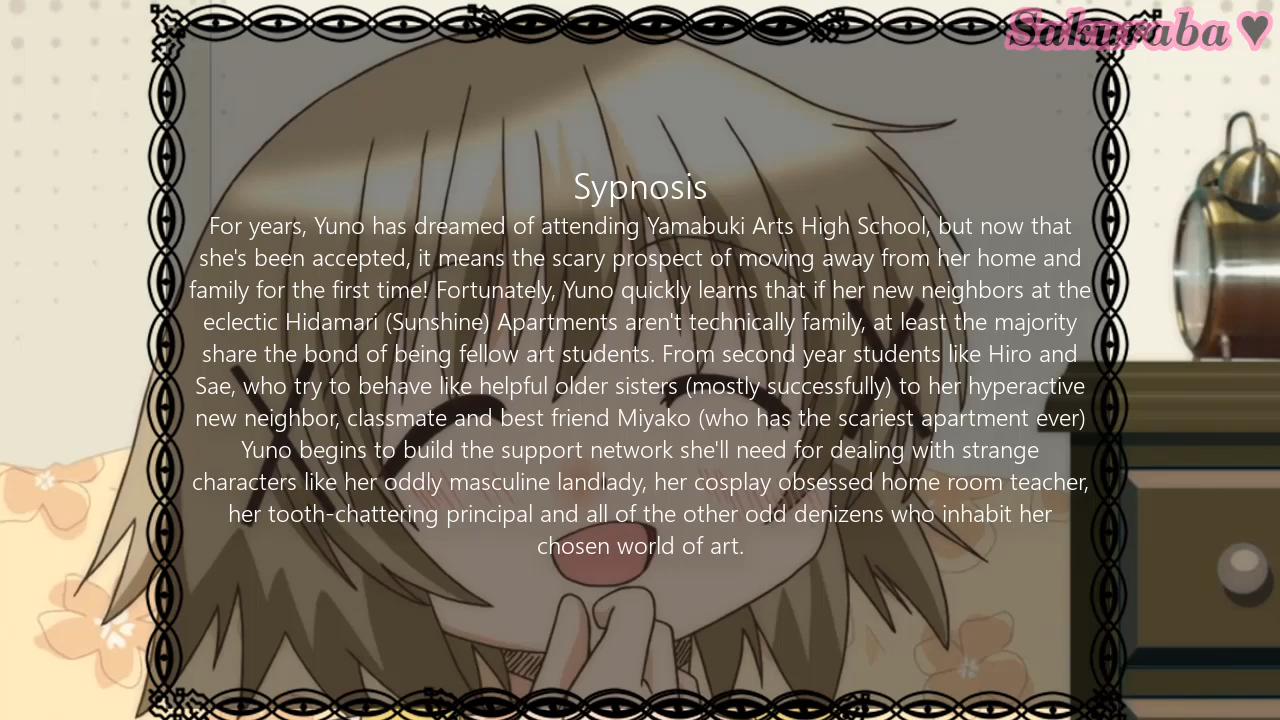 Sakuraba ♥
Sypnosis
For years, Yuno has dreamed of attending Yamabuki Arts High School, but now that
she's been accepted, it means the scary prospect of moving away from her home and
family for the first time! Fortunately, Yuno quickly learns that if her new neighbors at the
eclectic Hidamari (Sunshine) Apartments aren't technically family, at least the majority
share the bond of being fellow art students. From second year students like Hiro and
Sae, who try to behave like helpful older sisters (mostly successfully) to her hyperactive
new neighbor, classmate and best friend Miyako (who has the scariest apartment ever)
Yuno begins to build the support network she'll need for dealing with strange
characters like her oddly masculine landlady, her cosplay obsessed home room teacher,
her tooth-chattering principal and all of the other odd denizens who inhabit her
chosen world of art.